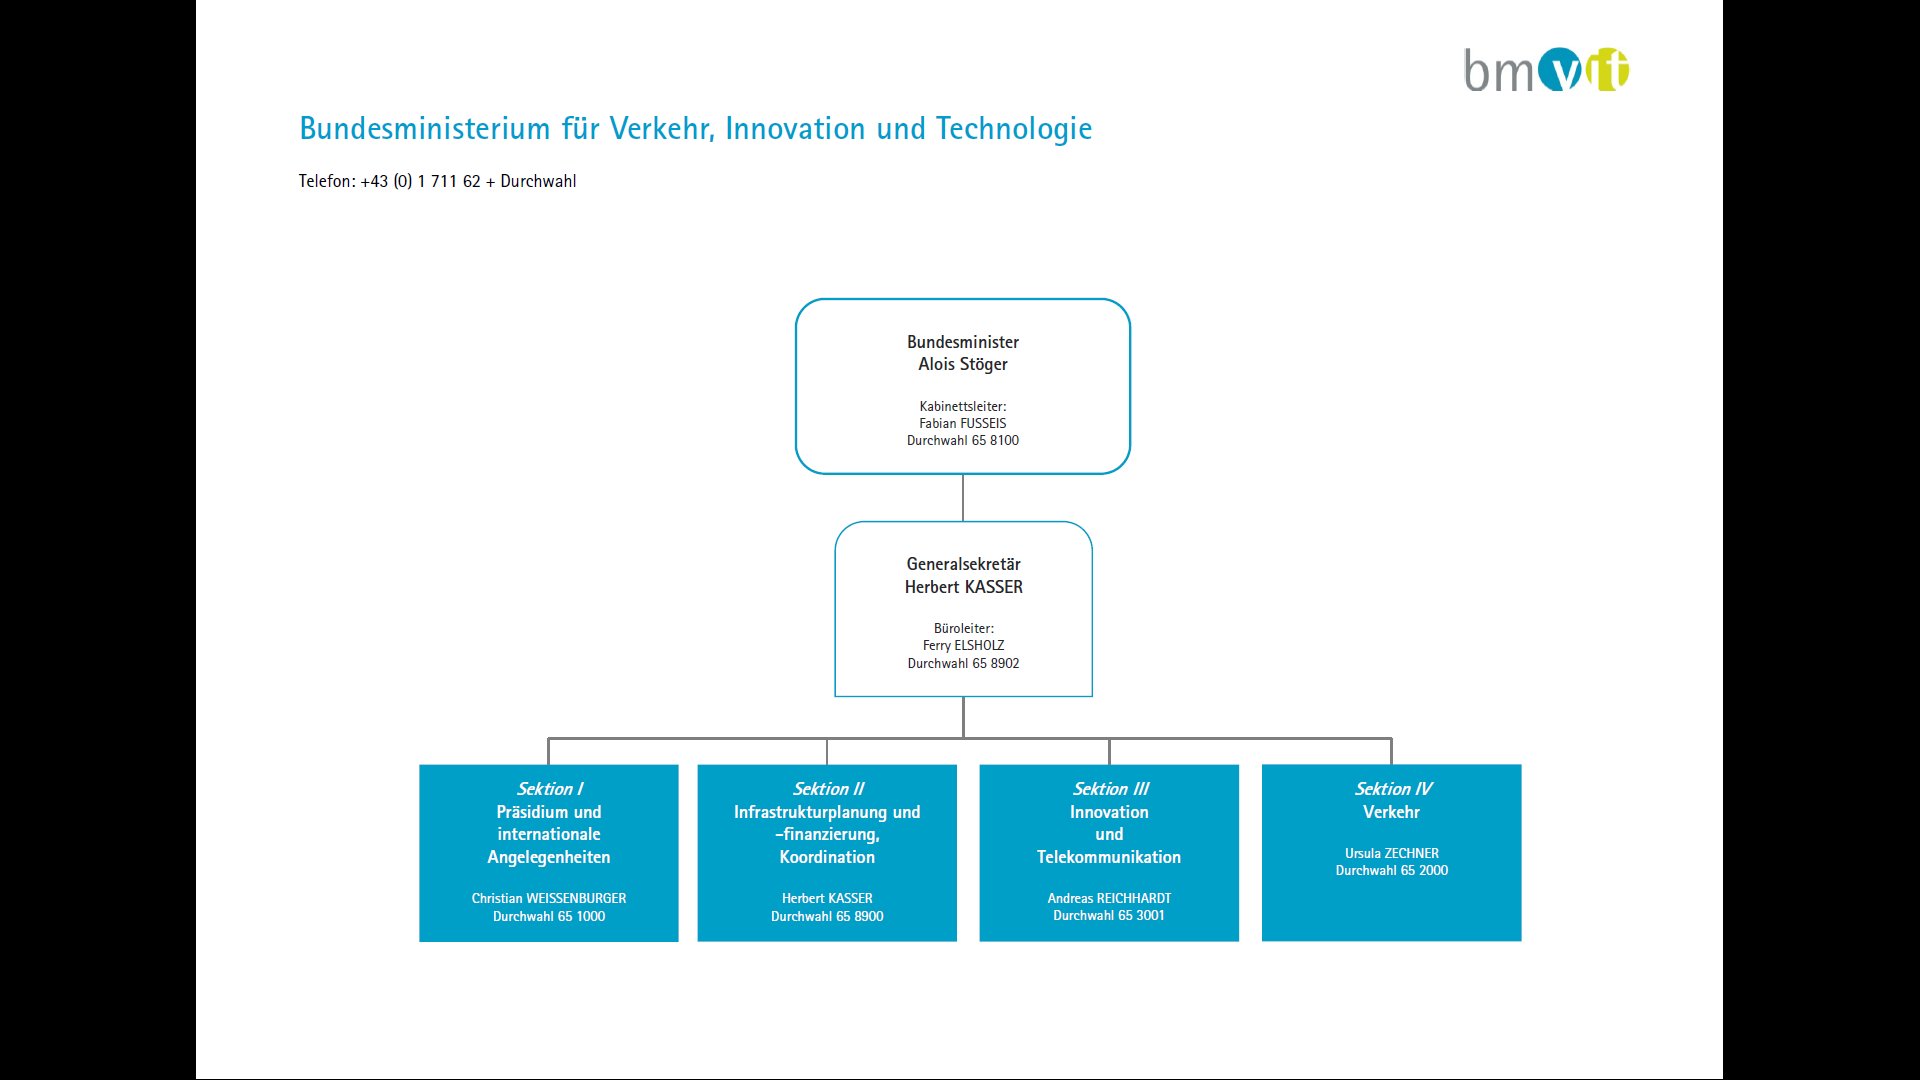 bmvit
Bundesministerium für Verkehr, Innovation und Technologie
Telefon: +43 (0) 1 711 62 + Durchwahl
Bundesminister
Alois Stöger
Kabinettsleiter:
Fabian FUSSEIS
Durchwahl 65 8100
Generalsekretär
Herbert KASSER
Büroleiter:
Ferry ELSHOLZ
Durchwahl 65 8902
Sektion I
Präsidium und
internationale
Angelegenheiten
Christian WEISSENBURGER
Durchwahl 65 1000
Sektion II
Infrastrukturplanung und
-finanzierung,
Koordination
Herbert KASSER
Durchwahl 65 8900
Sektion III
Innovation
und
Telekommunikation
Andreas REICHHARDT
Durchwahl 65 3001
Sektion IV
Verkehr
Ursula ZECHNER
Durchwahl 65 2000